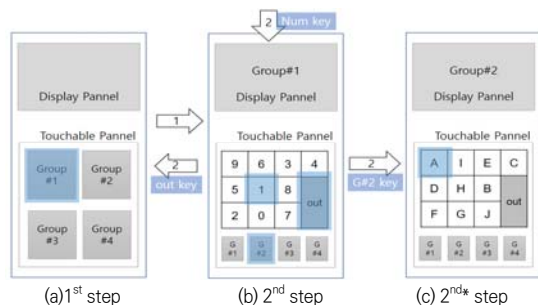 2 Num key
Display Pannel
Touchable Pannel
Group #1
Group #2
Group #3
Group #4
(a)1st step
1
2
out key
Group#1
Display Pannel
Touchable Pannel
9 6 3 4
5 1 8 out
2 0 7
G #1 G #2 G #3 G #4
(b) 2nd step
2
G#2 key
Group#2
Display Pannel
Touchable Pannel
A I E C
D H B out
F G J
G #1 G #2 G #3 G #4
(c) 2nd* step